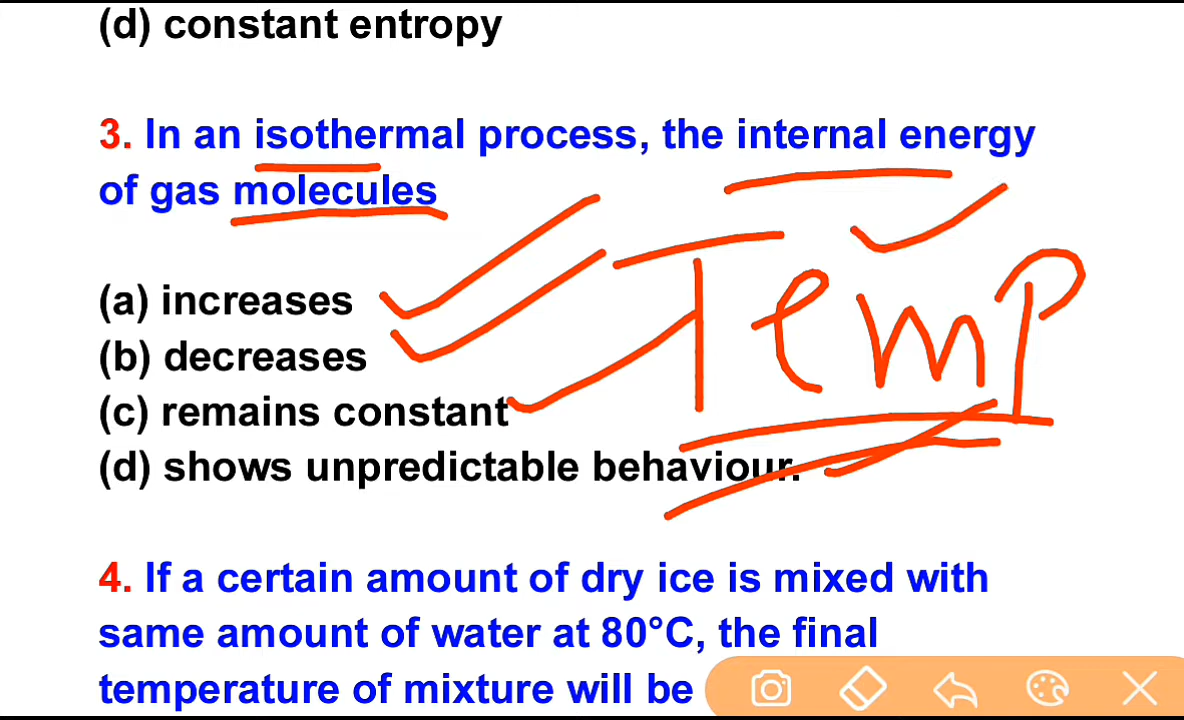 (d) constant entropy
3. In an isothermal process, the internal energy
of gas molecules
Temp
(a) increases
(b) decreases
(c) remains constant
(d) shows unpredictable behaviour.
4. If a certain amount of dry ice is mixed with
same amount of water at 80°C, the final
temperature of mixture will be